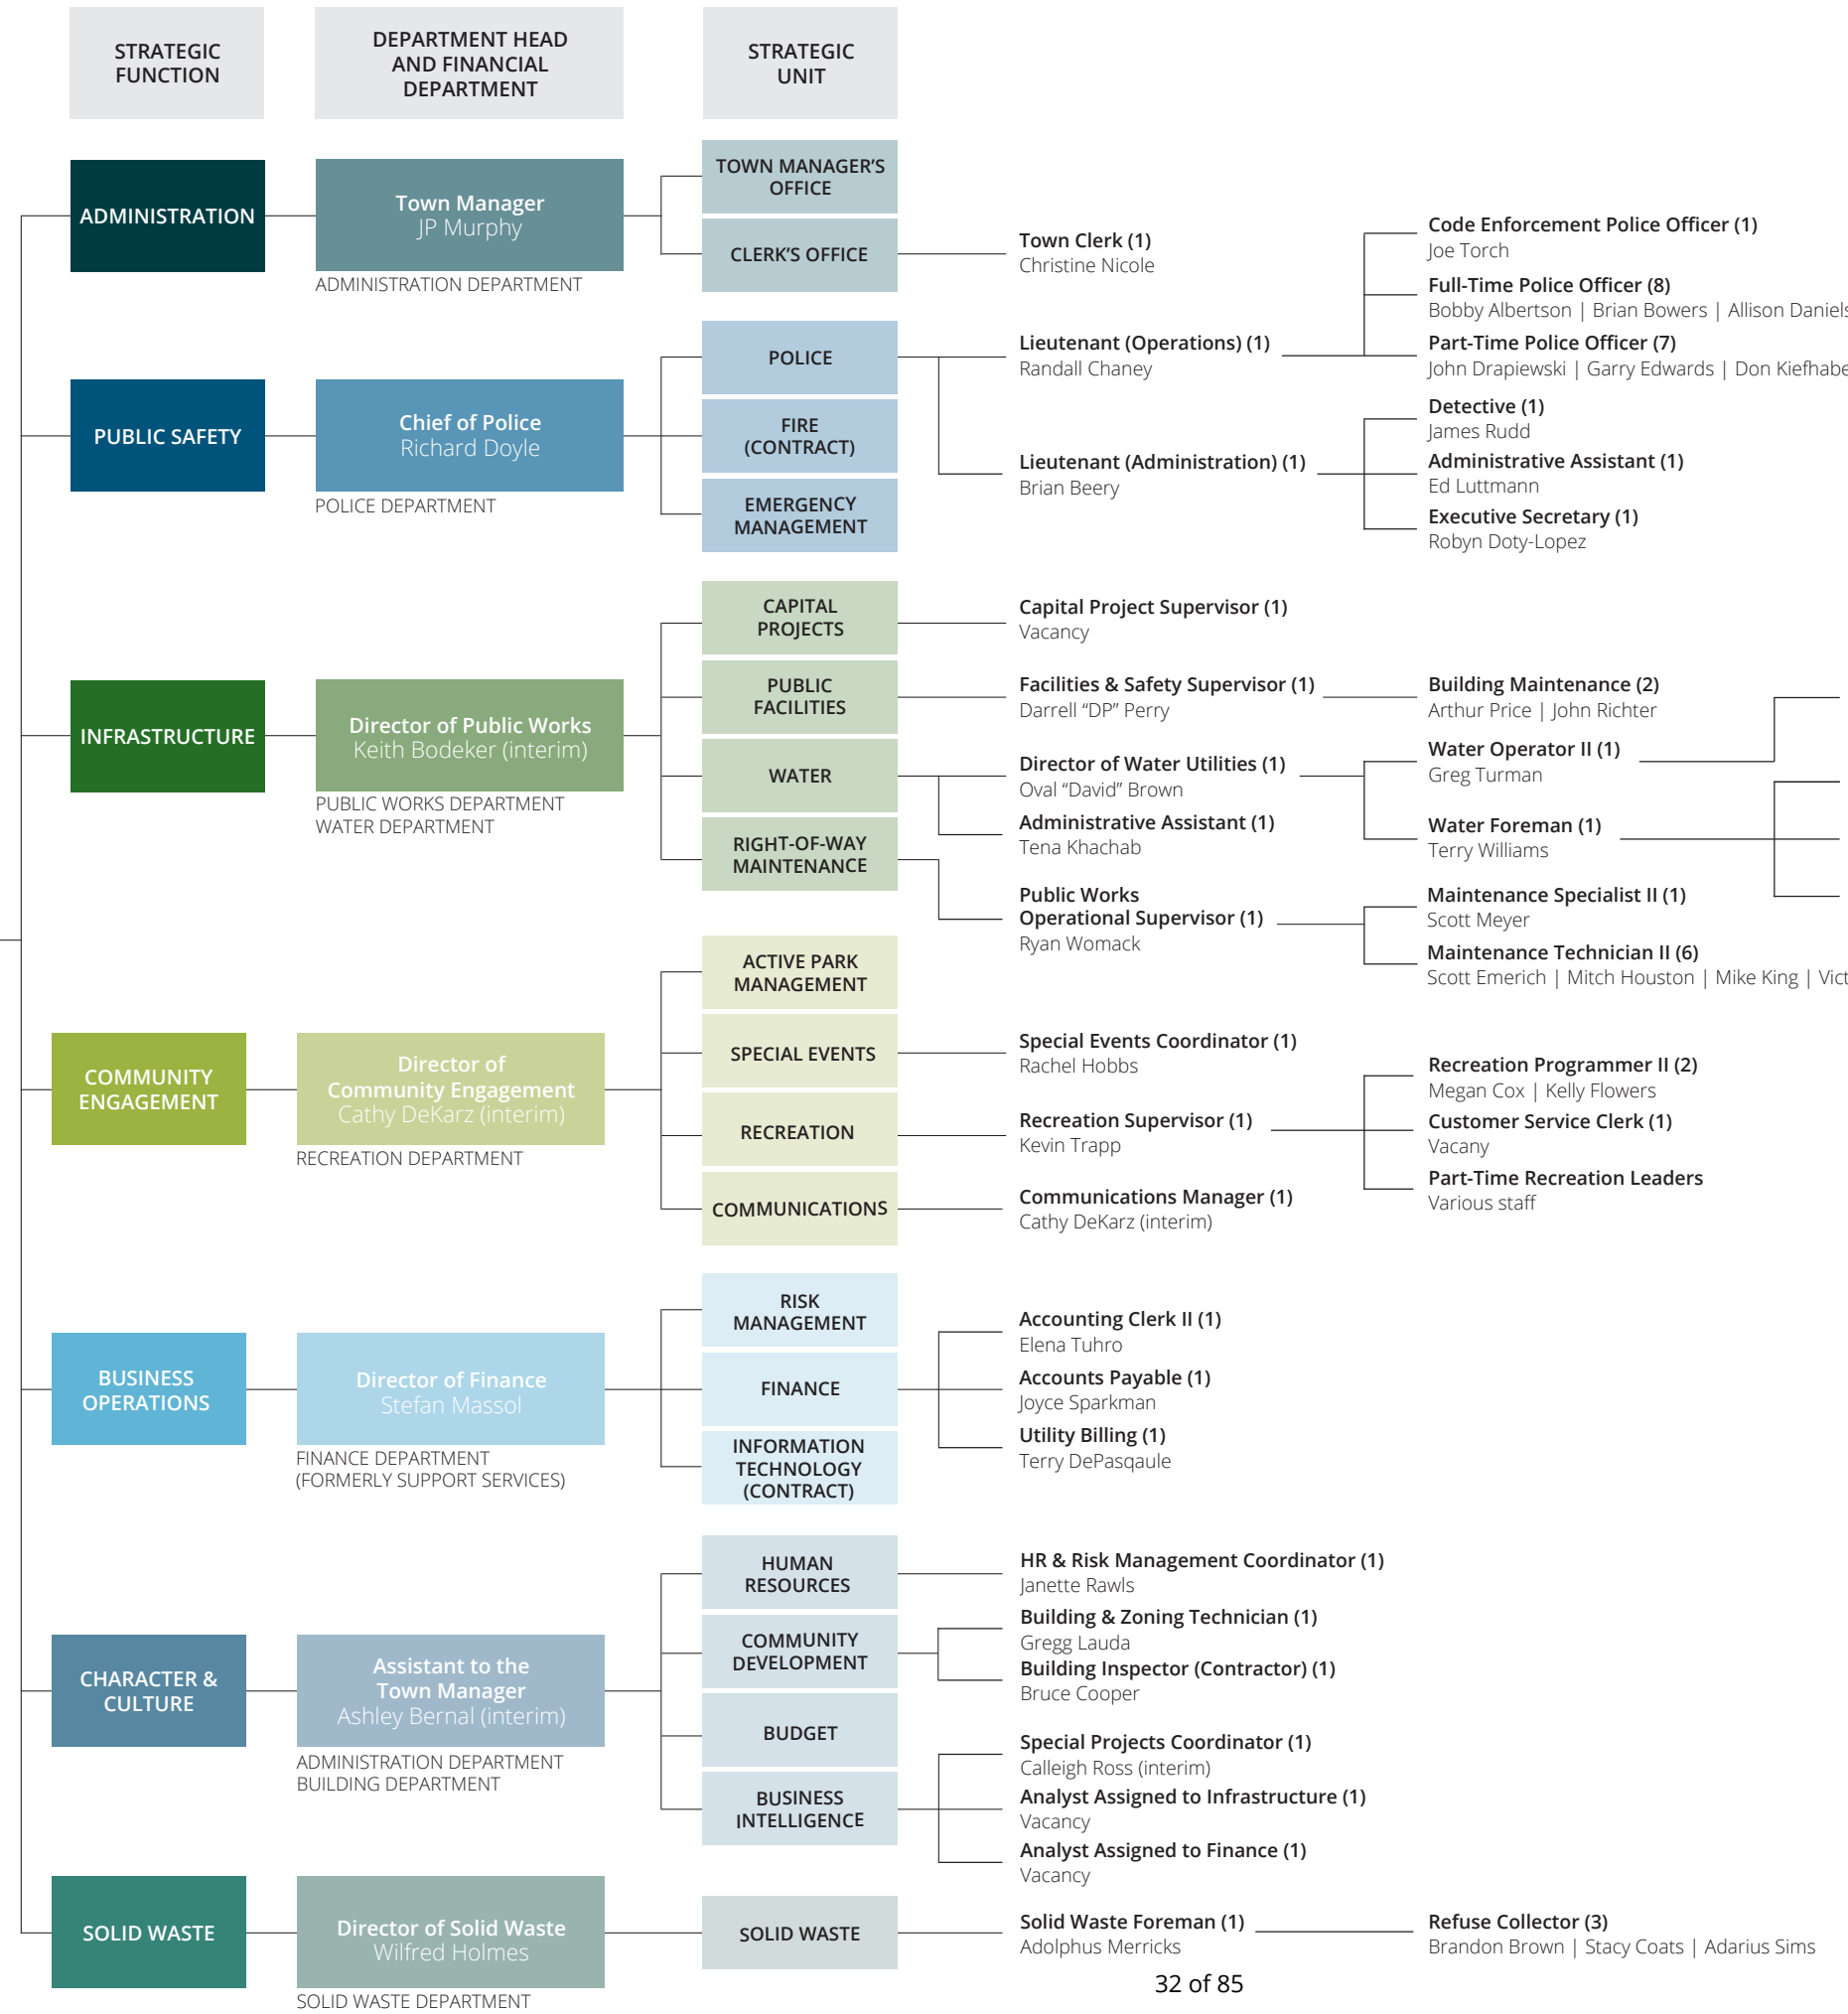 STRATEGIC
FUNCTION
DEPARTMENT HEAD
AND FINANCIAL
DEPARTMENT
STRATEGIC
UNIT
ADMINISTRATION
Town Manager
JP Murphy
ADMINISTRATION DEPARTMENT
TOWN MANAGER'S
OFFICE
CLERK'S OFFICE
Town Clerk (1)
Christine Nicole
PUBLIC SAFETY
Chief of Police
Richard Doyle
POLICE DEPARTMENT
POLICE
FIRE
(CONTRACT)
EMERGENCY
MANAGEMENT
Lieutenant (Operations) (1)
Randall Chaney
Code Enforcement Police Officer (1)
Joe Torch
Full-Time Police Officer (8)
Bobby Albertson | Brian Bowers | Allison Daniels
Part-Time Police Officer (7)
John Drapiewski | Garry Edwards | Don Kiefhabe
Lieutenant (Administration) (1)
Brian Beery
Detective (1)
James Rudd
Administrative Assistant (1)
Ed Luttmann
Executive Secretary (1)
Robyn Doty-Lopez
INFRASTRUCTURE
Director of Public Works
Keith Bodeker (interim)
PUBLIC WORKS DEPARTMENT
WATER DEPARTMENT
CAPITAL
PROJECTS
Capital Project Supervisor (1)
Vacancy
PUBLIC
FACILITIES
Facilities & Safety Supervisor (1)
Darrell “DP” Perry
Building Maintenance (2)
Arthur Price | John Richter
WATER
Director of Water Utilities (1)
Oval “David” Brown
Administrative Assistant (1)
Tena Khachab
Water Operator II (1)
Greg Turman
Water Foreman (1)
Terry Williams
RIGHT-OF-WAY
MAINTENANCE
Public Works
Operational Supervisor (1)
Ryan Womack
Maintenance Specialist II (1)
Scott Meyer
Maintenance Technician II (6)
Scott Emerich | Mitch Houston | Mike King | Vict
COMMUNITY
ENGAGEMENT
Director of
Community Engagement
Cathy DeKarz (interim)
RECREATION DEPARTMENT
ACTIVE PARK
MANAGEMENT
SPECIAL EVENTS
Special Events Coordinator (1)
Rachel Hobbs
RECREATION
Recreation Supervisor (1)
Kevin Trapp
Recreation Programmer II (2)
Megan Cox | Kelly Flowers
Customer Service Clerk (1)
Vacany
Part-Time Recreation Leaders
Various staff
COMMUNICATIONS
Communications Manager (1)
Cathy DeKarz (interim)
BUSINESS
OPERATIONS
Director of Finance
Stefan Massol
FINANCE DEPARTMENT
(FORMERLY SUPPORT SERVICES)
RISK
MANAGEMENT
FINANCE
INFORMATION
TECHNOLOGY
(CONTRACT)
Accounting Clerk II (1)
Elena Tuhro
Accounts Payable (1)
Joyce Sparkman
Utility Billing (1)
Terry DePasqaule
CHARACTER &
CULTURE
Assistant to the
Town Manager
Ashley Bernal (interim)
ADMINISTRATION DEPARTMENT
BUILDING DEPARTMENT
HUMAN
RESOURCES
HR & Risk Management Coordinator (1)
Janette Rawls
COMMUNITY
DEVELOPMENT
Building & Zoning Technician (1)
Gregg Lauda
Building Inspector (Contractor) (1)
Bruce Cooper
BUDGET
BUSINESS
INTELLIGENCE
Special Projects Coordinator (1)
Calleigh Ross (interim)
Analyst Assigned to Infrastructure (1)
Vacancy
Analyst Assigned to Finance (1)
Vacancy
SOLID WASTE
Director of Solid Waste
Wilfred Holmes
SOLID WASTE DEPARTMENT
SOLID WASTE
Solid Waste Foreman (1)
Adolphus Merricks
Refuse Collector (3)
Brandon Brown | Stacy Coats | Adarius Sims
32 of 85